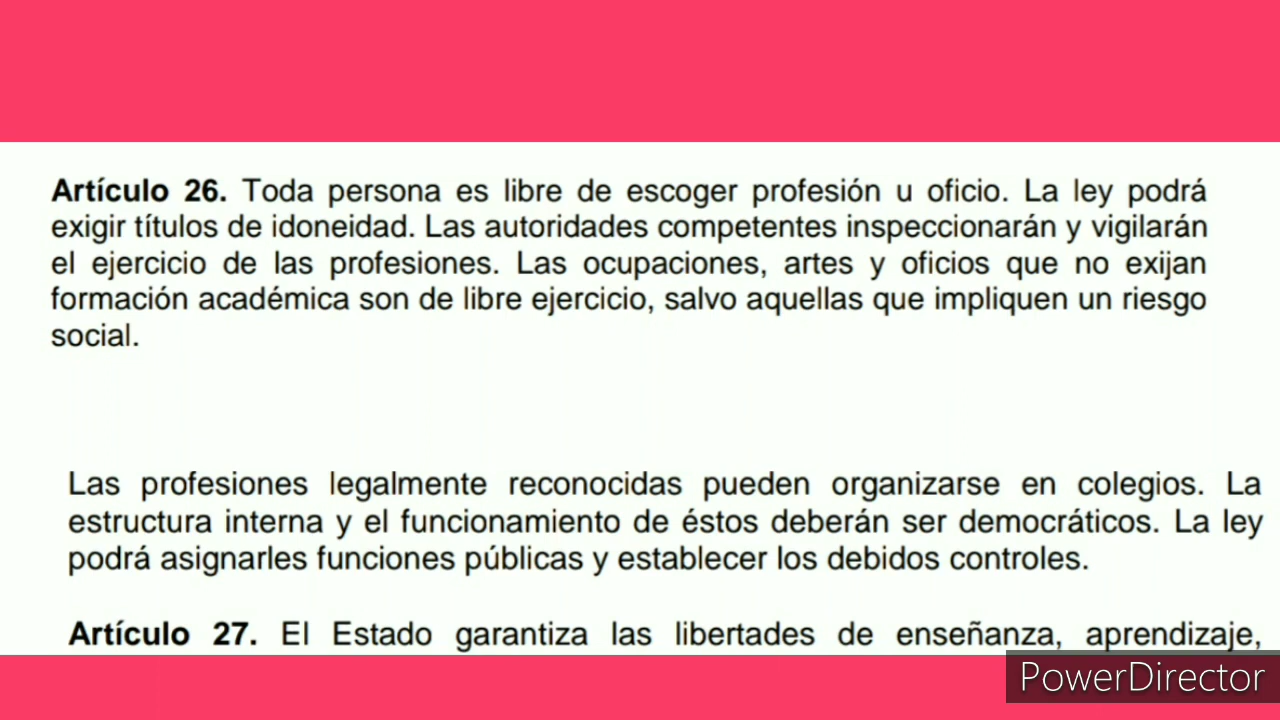 Artículo 26. Toda persona es libre de escoger profesión u oficio. La ley podrá
exigir títulos de idoneidad. Las autoridades competentes inspeccionarán y vigilarán
el ejercicio de las profesiones. Las ocupaciones, artes y oficios que no exijan
formación académica son de libre ejercicio, salvo aquellas que impliquen un riesgo
social.
Las profesiones legalmente reconocidas pueden organizarse en colegios. La
estructura interna y el funcionamiento de éstos deberán ser democráticos. La ley
podrá asignarles funciones públicas y establecer los debidos controles.
Artículo 27. El Estado garantiza las libertades de enseñanza, aprendizaje,
PowerDirector